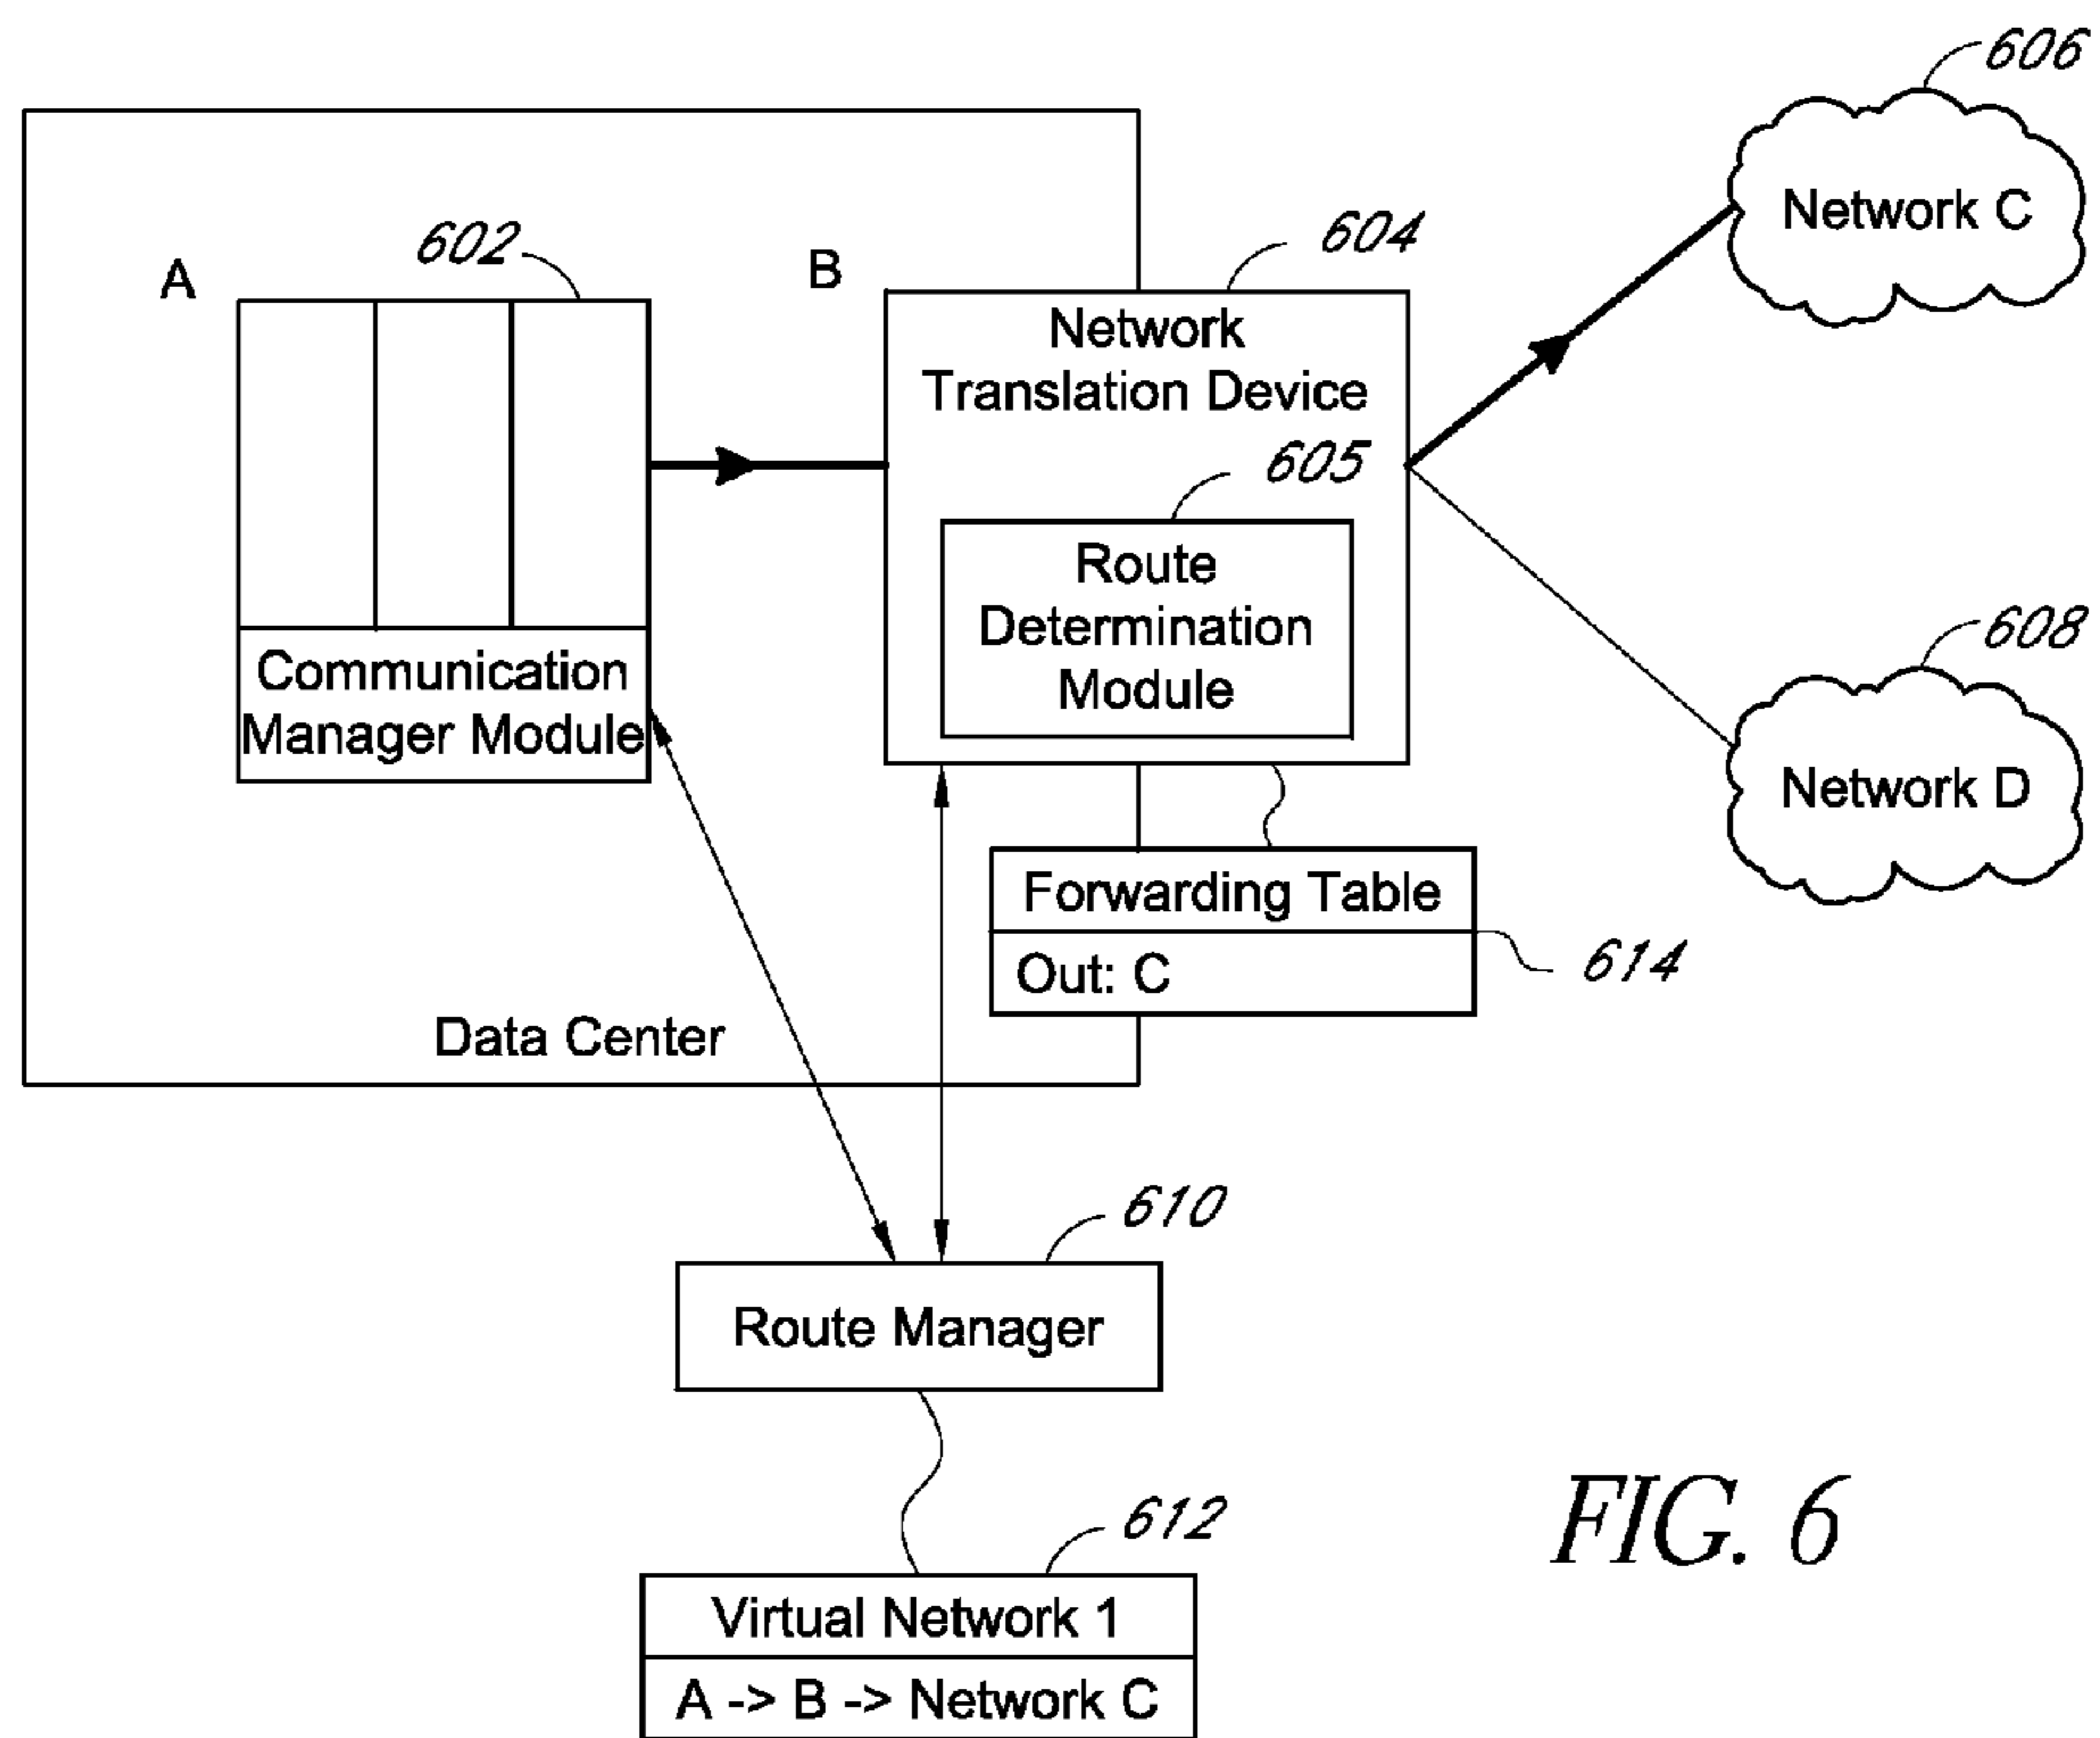 606
Network C
602
604
A
B
Network
Translation Device
605
Route
Determination
Module
Communication
Manager Module
608
Network D
Forwarding Table
Out: C
614
Data Center
610
Route Manager
612
Virtual Network 1
A -> B -> Network C
FIG. 6